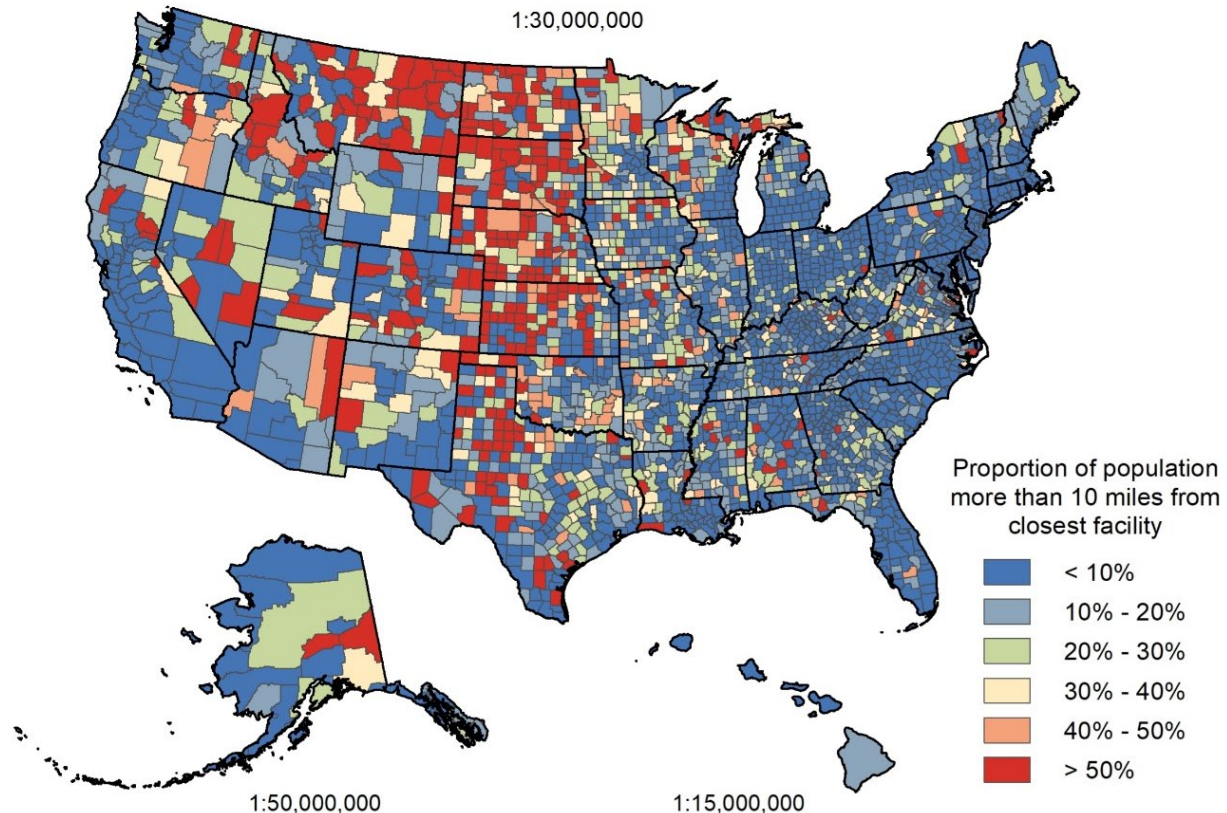 1:30,000,000
Proportion of population
more than 10 miles from
closest facility
< 10%
10% - 20%
20% - 30%
30% - 40%
40% - 50%
> 50%
1:50,000,000
1:15,000,000